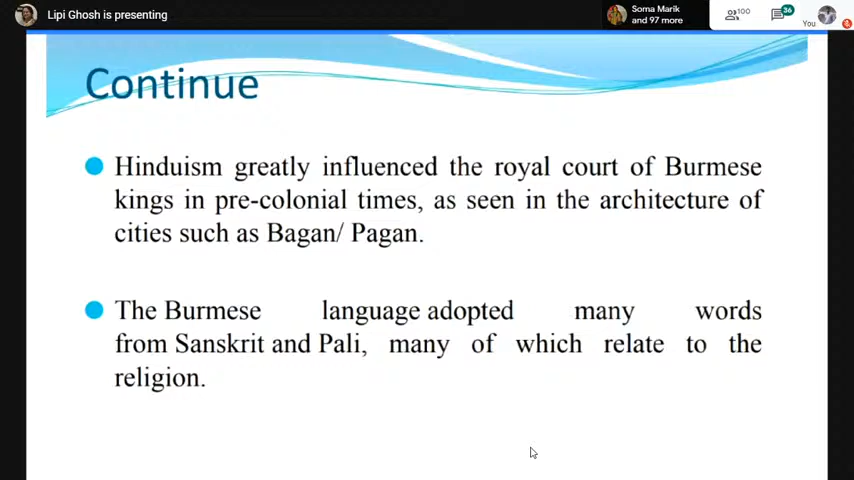 Lipi Ghosh is presenting
Soma Marik
and 97 more
100
36
You
Continue
Hinduism greatly influenced the royal court of Burmese
kings in pre-colonial times, as seen in the architecture of
cities such as Bagan/ Pagan.
The Burmese language adopted many words
from Sanskrit and Pali, many of which relate to the
religion.